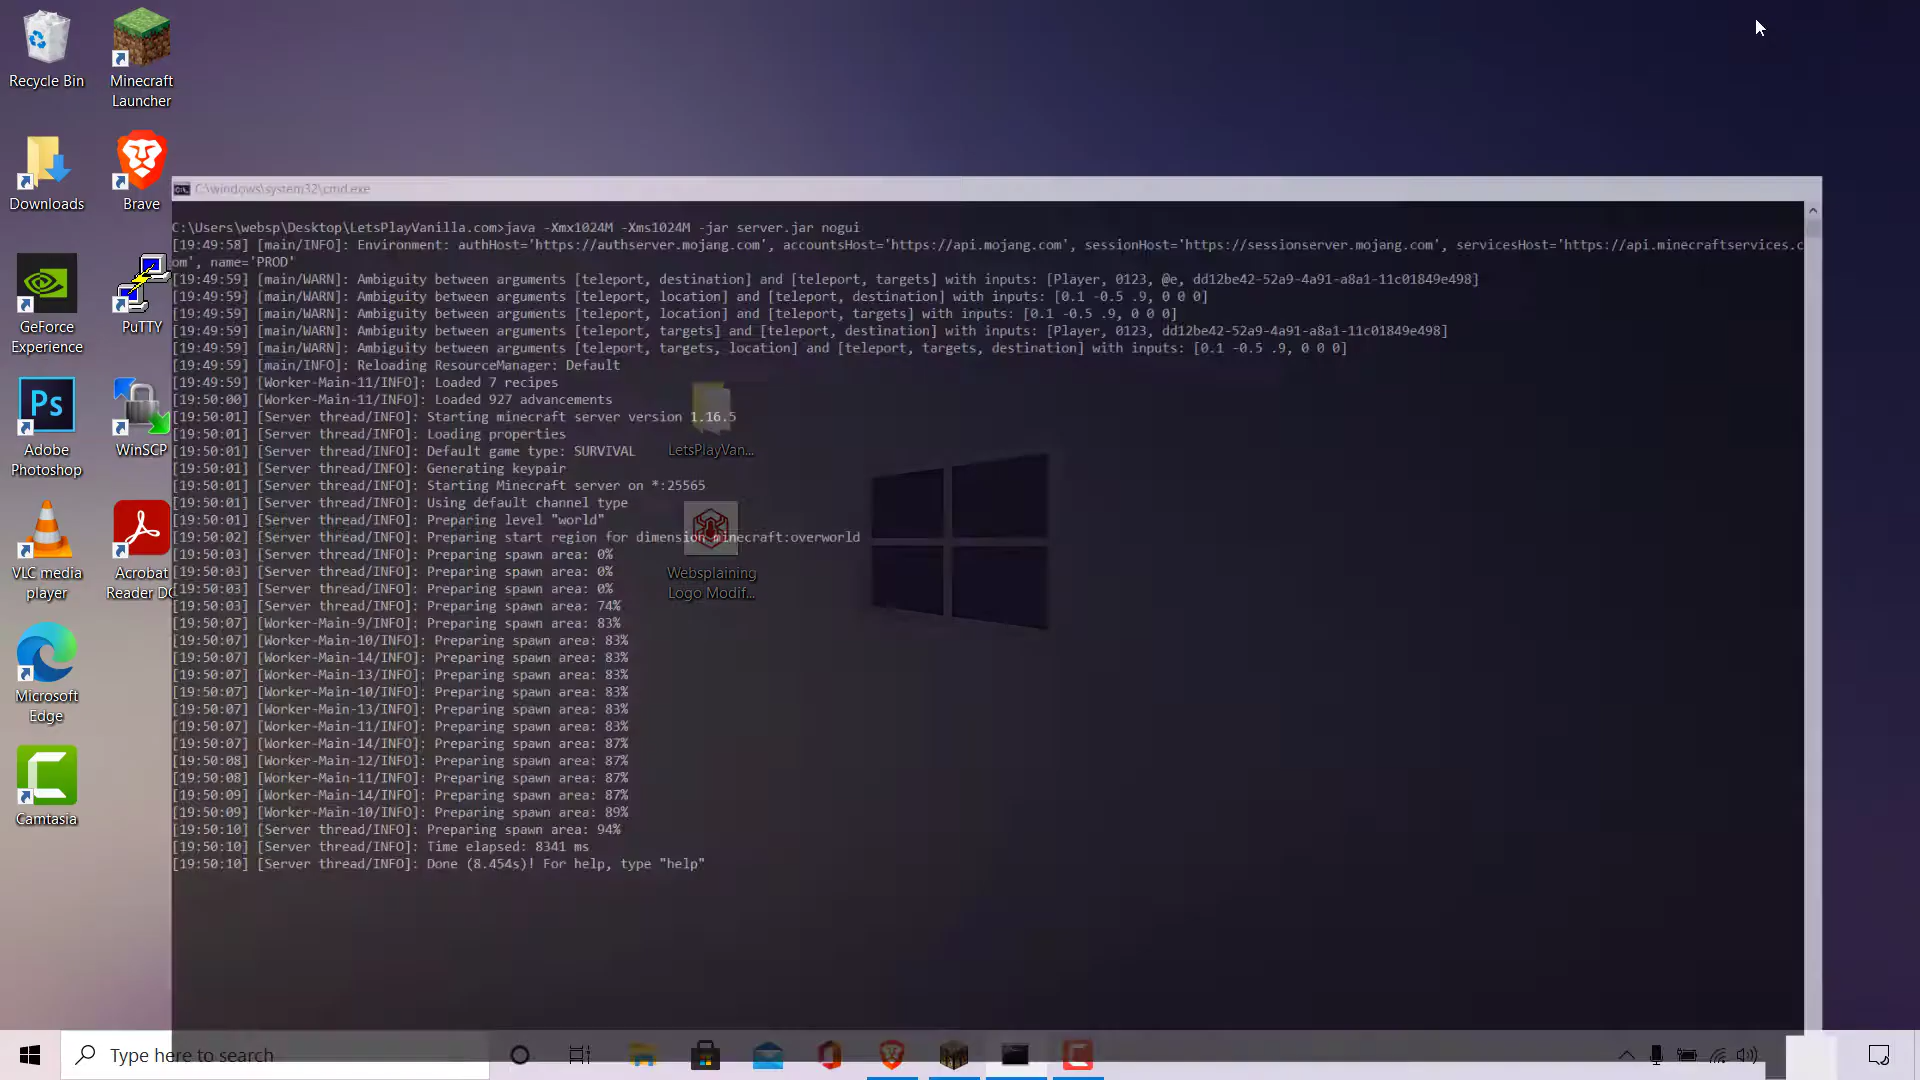 Recycle Bin
Minecraft
Launcher
Downloads
Brave
GeForce
Experience
PuTTY
Ps
Adobe
Photoshop
WinSCP
VLC media
player
Acrobat
Reader DC
Microsoft
Edge
Camtasia
C:\windows\system32\cmd.exe
C:\Users\websp\Desktop\LetsPlayVanilla.com>java -Xmx1024M -Xms1024M -jar server.jar nogui
[19:49:58] [main/INFO]: Environment: authHost='https://authserver.mojang.com', accountsHost='https://api.mojang.com', sessionHost='https://sessionserver.mojang.com', servicesHost='https://api.minecraftservices.c
om', name='PROD'
[19:49:59] [main/WARN]: Ambiguity between arguments [teleport, destination] and [teleport, targets] with inputs: [Player, 0123, @e, dd12be42-52a9-4a91-a8a1-11c01849e498]
[19:49:59] [main/WARN]: Ambiguity between arguments [teleport, location] and [teleport, destination] with inputs: [0.1 -0.5 .9, 0 0 0]
[19:49:59] [main/WARN]: Ambiguity between arguments [teleport, location] and [teleport, targets] with inputs: [0.1 -0.5 .9, 0 0 0]
[19:49:59] [main/WARN]: Ambiguity between arguments [teleport, targets] and [teleport, destination] with inputs: [Player, 0123, dd12be42-52a9-4a91-a8a1-11c01849e498]
[19:49:59] [main/WARN]: Ambiguity between arguments [teleport, targets, location] and [teleport, targets, destination] with inputs: [0.1 -0.5 .9, 0 0 0]
[19:49:59] [main/INFO]: Reloading ResourceManager: Default
[19:49:59] [Worker-Main-11/INFO]: Loaded 7 recipes
[19:50:00] [Worker-Main-11/INFO]: Loaded 927 advancements
[19:50:01] [Server thread/INFO]: Starting minecraft server version 1.16.5
[19:50:01] [Server thread/INFO]: Loading properties
[19:50:01] [Server thread/INFO]: Default game type: SURVIVAL
[19:50:01] [Server thread/INFO]: Generating keypair
[19:50:01] [Server thread/INFO]: Starting Minecraft server on *:25565
[19:50:01] [Server thread/INFO]: Using default channel type
[19:50:01] [Server thread/INFO]: Preparing level "world"
[19:50:02] [Server thread/INFO]: Preparing start region for dimension minecraft:overworld
[19:50:03] [Server thread/INFO]: Preparing spawn area: 0%
[19:50:03] [Server thread/INFO]: Preparing spawn area: 0%
[19:50:03] [Server thread/INFO]: Preparing spawn area: 0%
[19:50:03] [Server thread/INFO]: Preparing spawn area: 74%
[19:50:07] [Worker-Main-9/INFO]: Preparing spawn area: 83%
[19:50:07] [Worker-Main-10/INFO]: Preparing spawn area: 83%
[19:50:07] [Worker-Main-14/INFO]: Preparing spawn area: 83%
[19:50:07] [Worker-Main-13/INFO]: Preparing spawn area: 83%
[19:50:07] [Worker-Main-10/INFO]: Preparing spawn area: 83%
[19:50:07] [Worker-Main-13/INFO]: Preparing spawn area: 83%
[19:50:07] [Worker-Main-11/INFO]: Preparing spawn area: 83%
[19:50:07] [Worker-Main-14/INFO]: Preparing spawn area: 87%
[19:50:08] [Worker-Main-12/INFO]: Preparing spawn area: 87%
[19:50:08] [Worker-Main-11/INFO]: Preparing spawn area: 87%
[19:50:09] [Worker-Main-14/INFO]: Preparing spawn area: 87%
[19:50:09] [Worker-Main-10/INFO]: Preparing spawn area: 89%
[19:50:10] [Server thread/INFO]: Preparing spawn area: 94%
[19:50:10] [Server thread/INFO]: Time elapsed: 8341 ms
[19:50:10] [Server thread/INFO]: Done (8.454s)! For help, type "help"
LetsPlayVan...
Websplaining
Logo Modif...
Type here to search